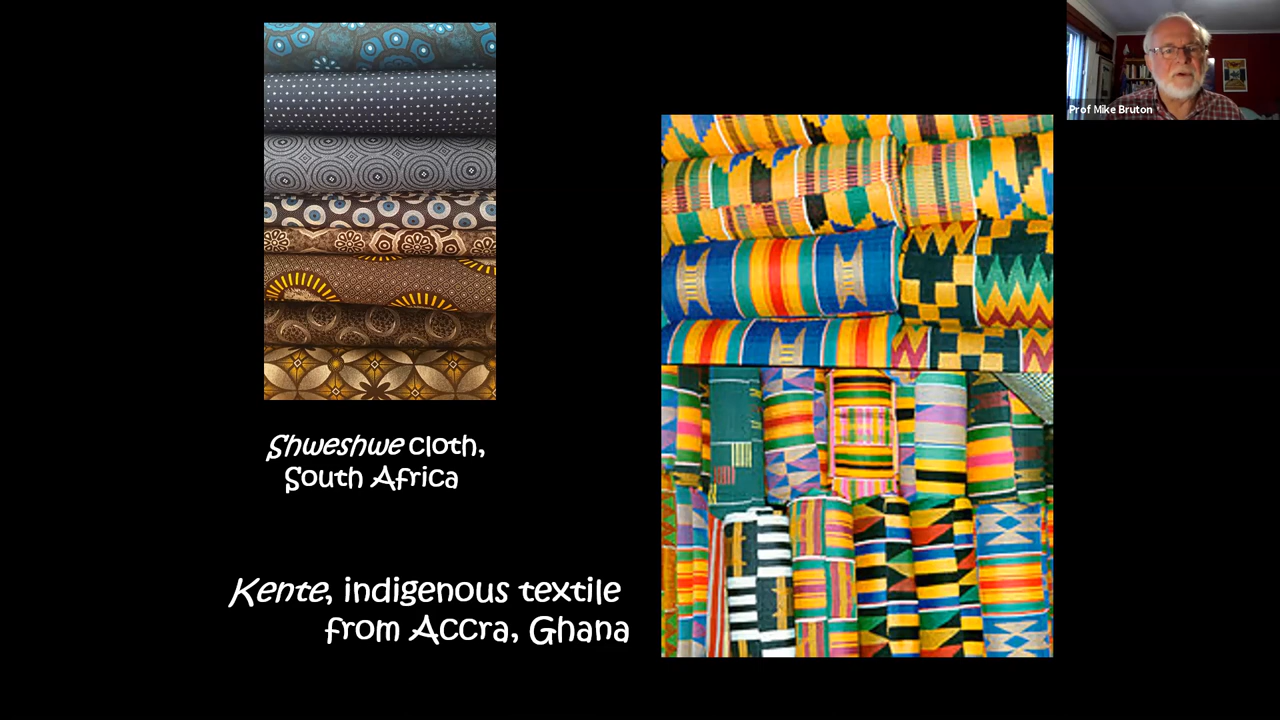 Prof Mike Bruton
Shweshwe cloth,
South Africa
Kente, indigenous textile
from Accra, Ghana